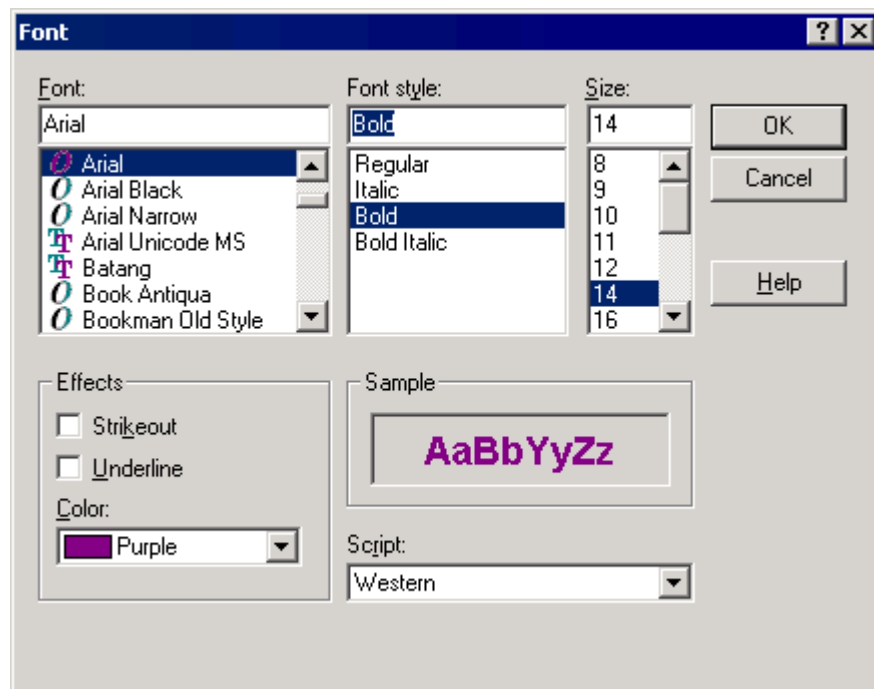 Font
Font:
Arial
Arial
Arial Black
Arial Narrow
Arial Unicode MS
Batang
Book Antiqua
Bookman Old Style
Font style:
Bold
Regular
Italic
Bold
Bold Italic
Size:
14
8
9
10
11
12
14
16
OK
Cancel
Help
Effects
Strikeout
Underline
Color:
Purple
Sample
AaBbYyZz
Script:
Western